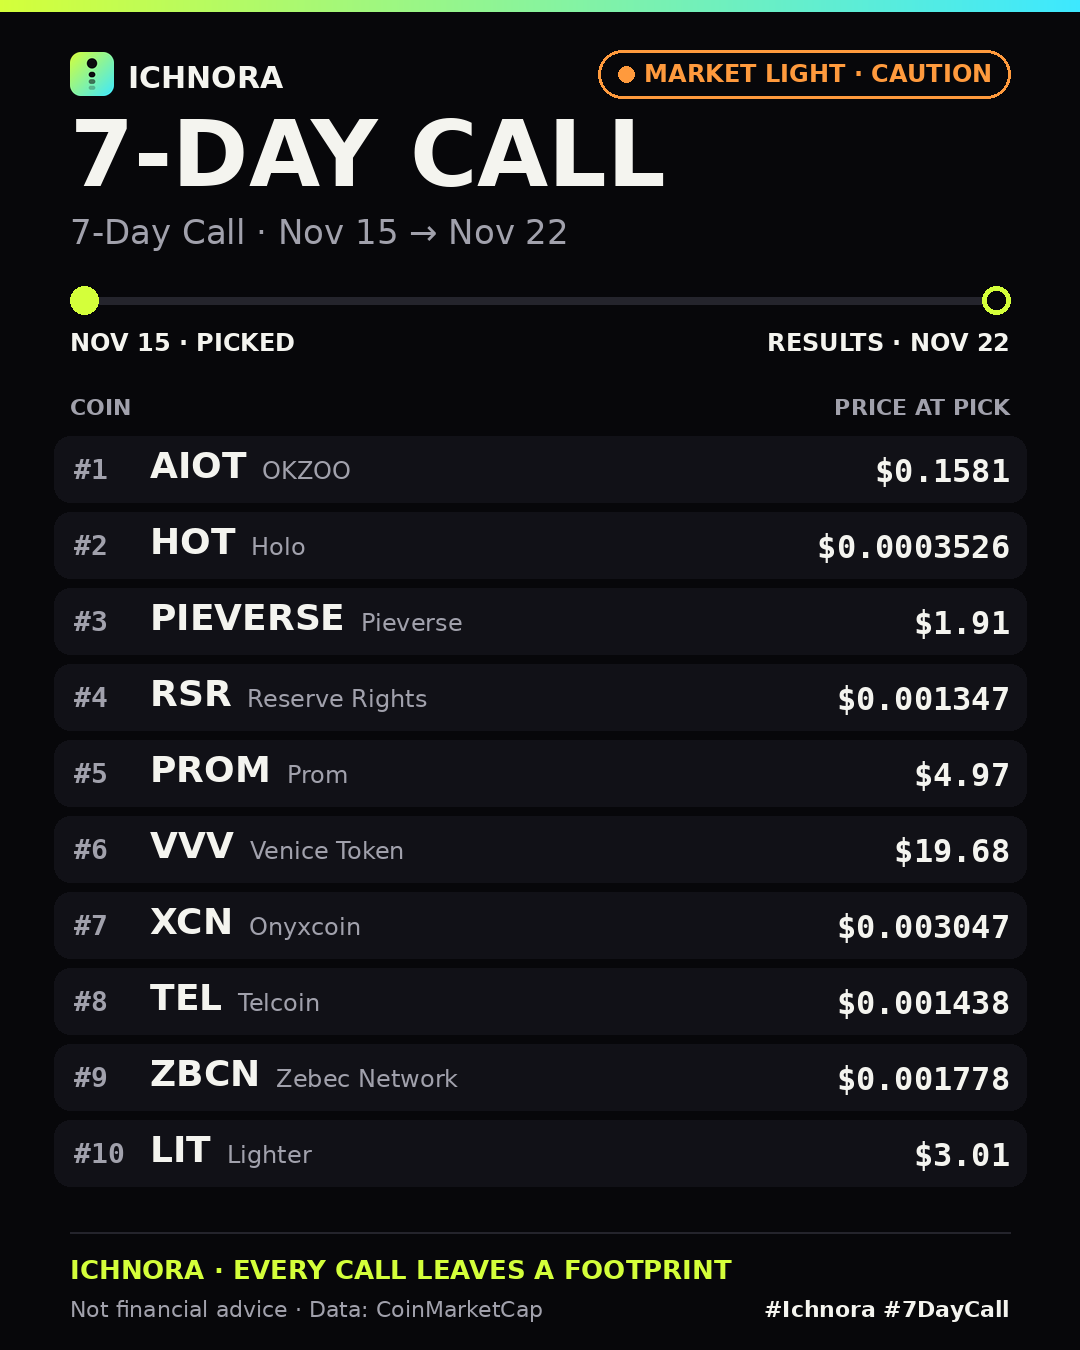 ICHNORA
MARKET LIGHT · CAUTION
7-DAY CALL
7-Day Call · Nov 15 → Nov 22
NOV 15 · PICKED
RESULTS · NOV 22
COIN PRICE AT PICK
#1 AIOT OKZOO $0.1581
#2 HOT Holo $0.0003526
#3 PIEVERSE Pieverse $1.91
#4 RSR Reserve Rights $0.001347
#5 PROM Prom $4.97
#6 VVV Venice Token $19.68
#7 XCN Onyxcoin $0.003047
#8 TEL Telcoin $0.001438
#9 ZBCN Zebec Network $0.001778
#10 LIT Lighter $3.01
ICHNORA · EVERY CALL LEAVES A FOOTPRINT
Not financial advice · Data: CoinMarketCap
#Ichnora #7DayCall